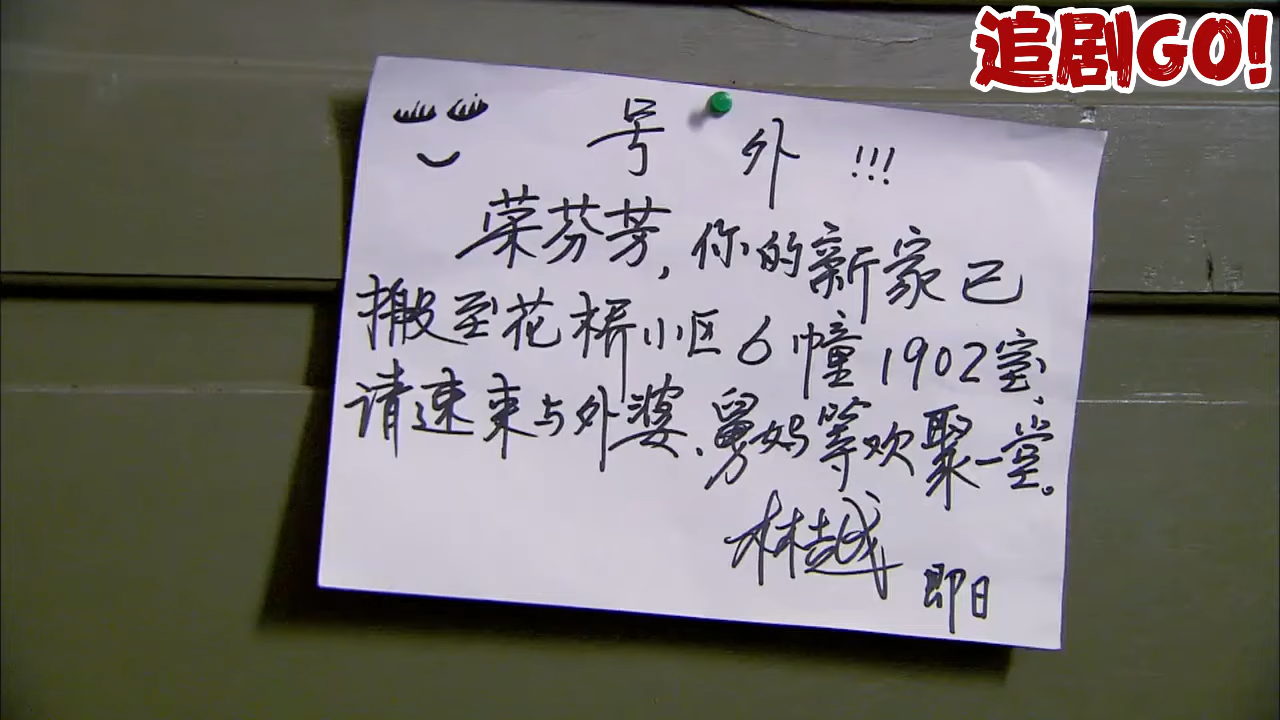 追剧GO!
号外!!!
荣芬芳,你的新家已
搬至花桥小区6幢1902室,
请速来与外婆、舅妈等欢聚一堂。
林越
即日